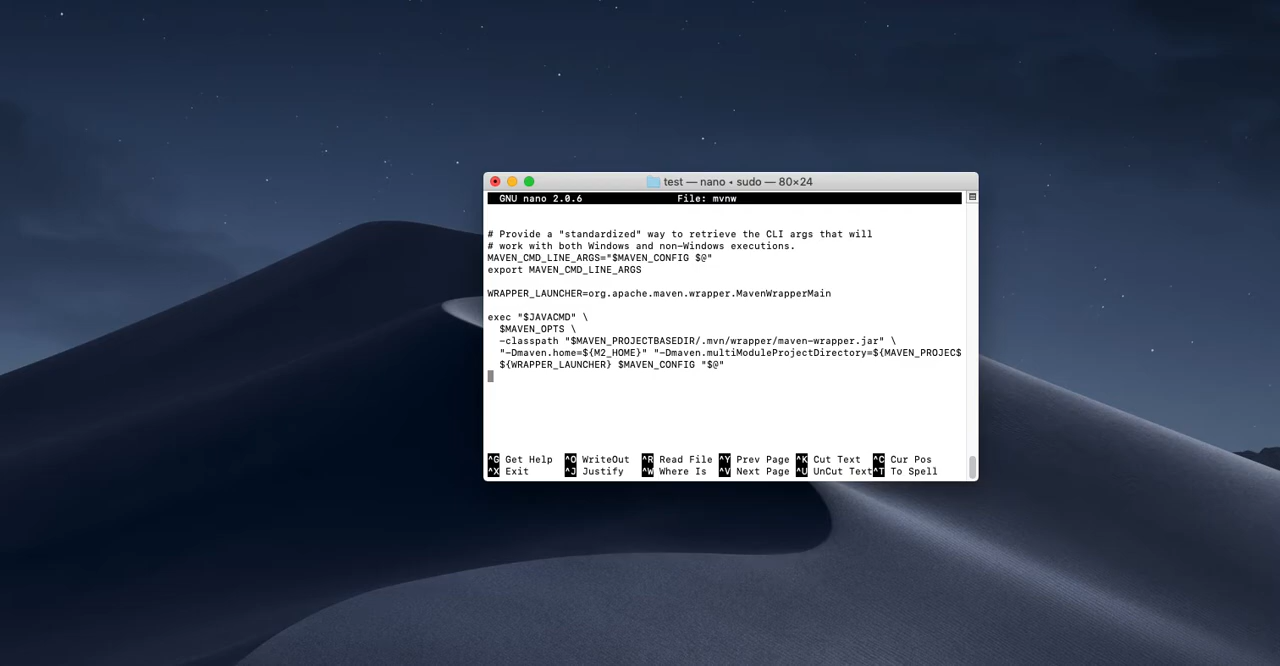 test — nano • sudo — 80×24
GNU nano 2.0.6 File: mvnw
# Provide a "standardized" way to retrieve the CLI args that will
# work with both Windows and non-Windows executions.
MAVEN_CMD_LINE_ARGS="$MAVEN_CONFIG $@"
export MAVEN_CMD_LINE_ARGS
WRAPPER_LAUNCHER=org.apache.maven.wrapper.MavenWrapperMain
exec "$JAVACMD" \
$MAVEN_OPTS \
-classpath "$MAVEN_PROJECTBASEDIR/.mvn/wrapper/maven-wrapper.jar" \
"-Dmaven.home=${M2_HOME}" "-Dmaven.multiModuleProjectDirectory=${MAVEN_PROJEC$
${WRAPPER_LAUNCHER} $MAVEN_CONFIG "$@"
^G Get Help ^O WriteOut ^R Read File ^Y Prev Page ^K Cut Text ^C Cur Pos
^X Exit ^J Justify ^W Where Is ^V Next Page ^U UnCut Text ^T To Spell